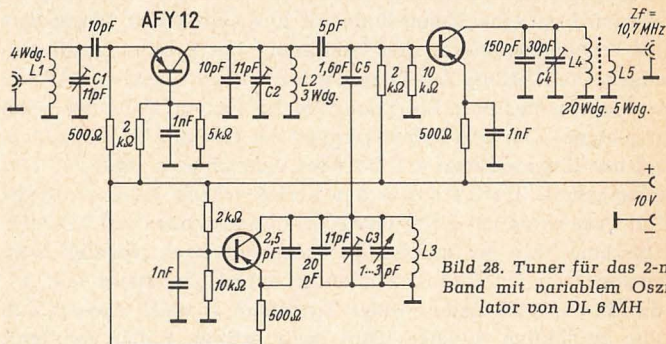 AFY 12
4 Wdg.
L1
10pF
C1
11pF
500Ω
2
kΩ
1nF
5kΩ
10pF
11pF
C2
L2
3 Wdg.
5pF
1,6pF
C5
2
kΩ
10
kΩ
500Ω
1nF
150pF
30pF
C4
L4
L5
20 Wdg. 5 Wdg.
Zf =
10,7 MHz
+
10V
−
2kΩ
1nF
10kΩ
500Ω
2,5
pF
20
pF
11pF
C3
1...3 pF
L3
Bild 28. Tuner für das 2-m
Band mit variablem Oszil
lator von DL 6 MH